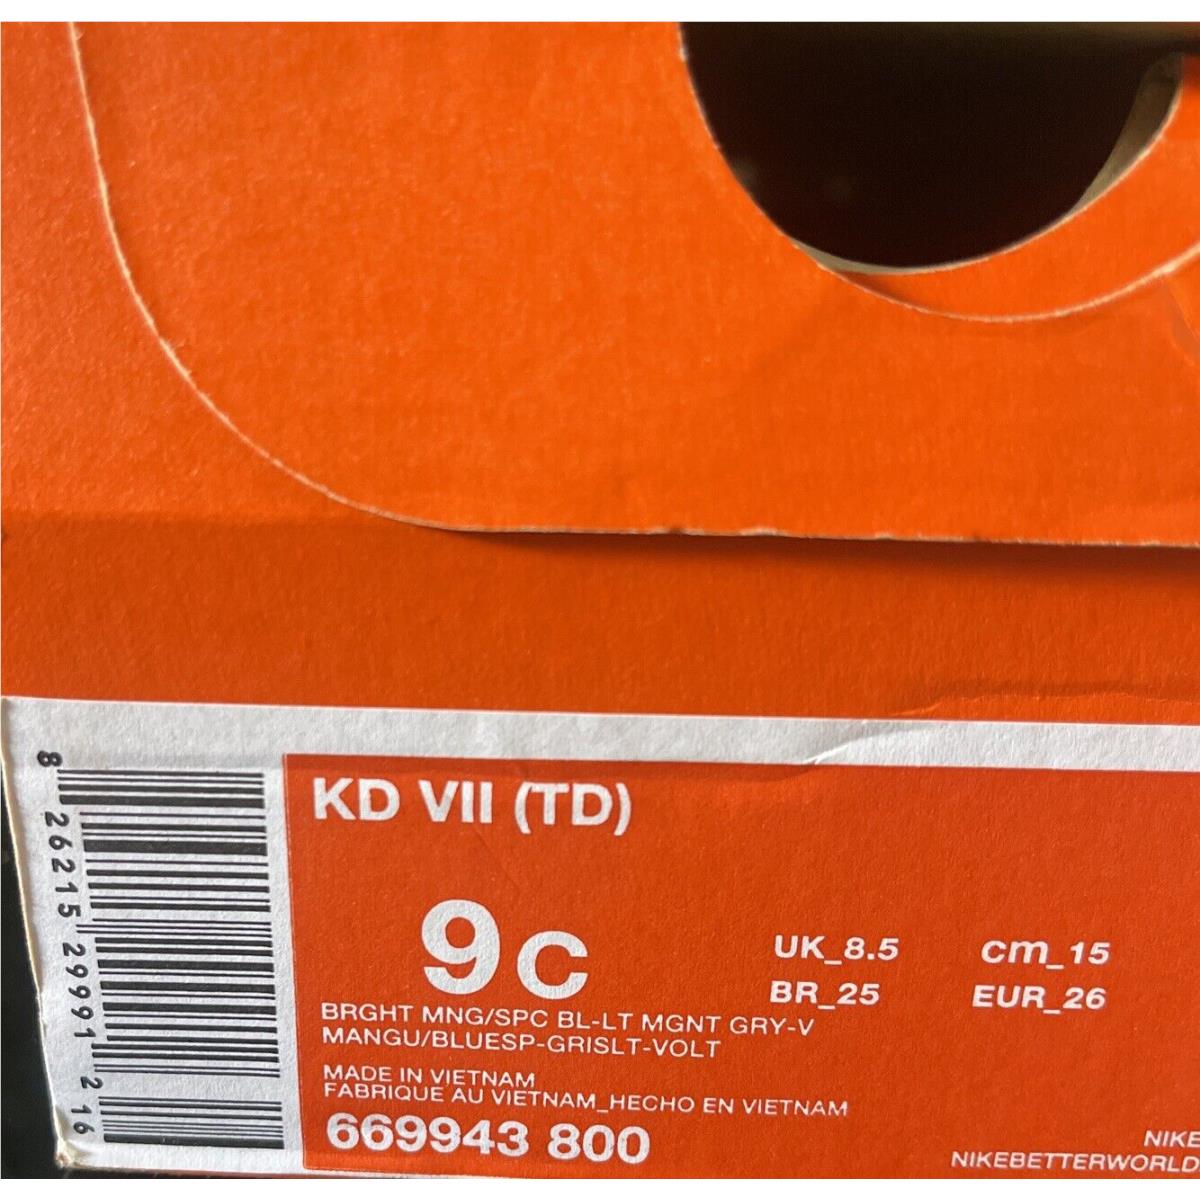 KD VII (TD)
9C
UK_8.5 cm_15
BR_25 EUR_26
BRGHT MNG/SPC BL-LT MGNT GRY-V
MANGU/BLUESP-GRISLT-VOLT
MADE IN VIETNAM
FABRIQUE AU VIETNAM_HECHO EN VIETNAM
669943 800
NIKE
NIKEBETTERWORLD
8 26215 29991 2 16